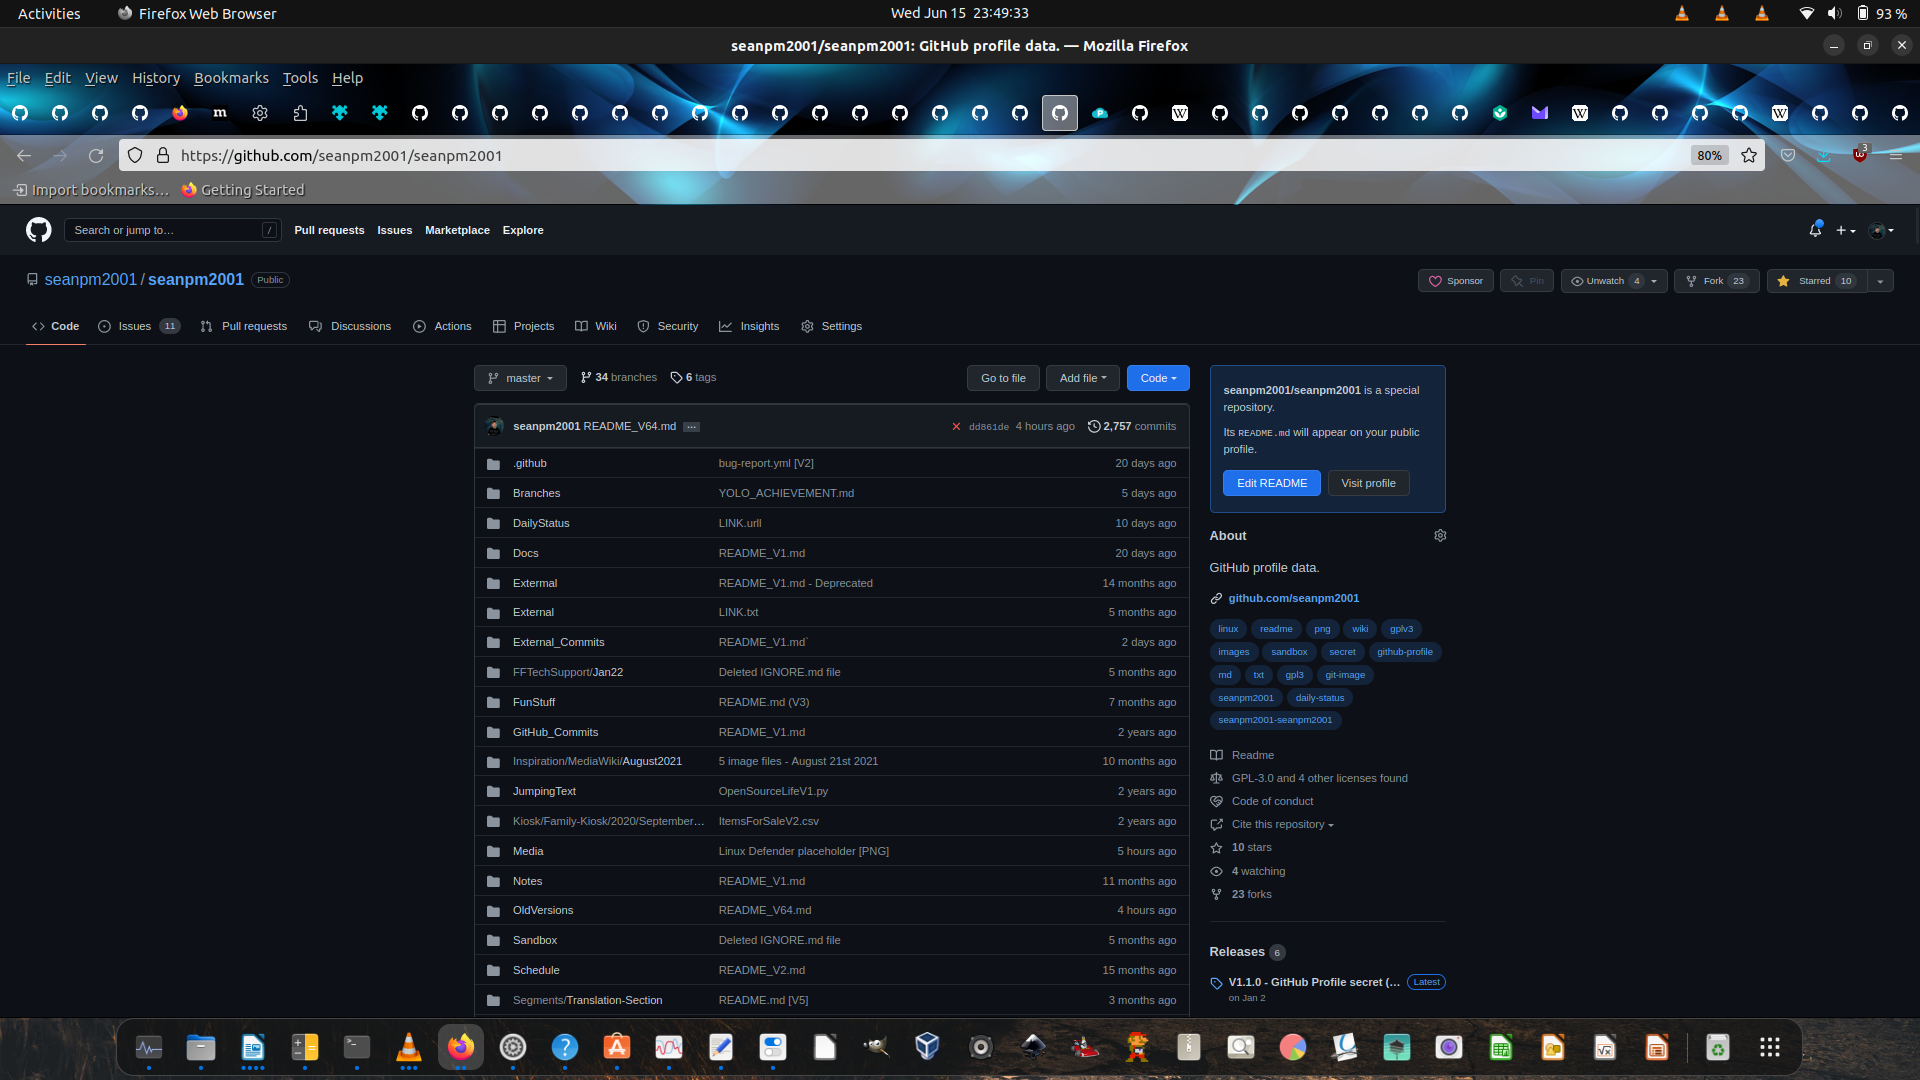 Activities Firefox Web Browser Wed Jun 15 23:49:33 93 %
seanpm2001/seanpm2001: GitHub profile data. — Mozilla Firefox
File Edit View History Bookmarks Tools Help
https://github.com/seanpm2001/seanpm2001 80% 3
Import bookmarks… Getting Started
Search or jump to… / Pull requests Issues Marketplace Explore
seanpm2001 / seanpm2001 Public Sponsor Pin Unwatch 4 Fork 23 Starred 10
Code Issues 11 Pull requests Discussions Actions Projects Wiki Security Insights Settings
master 34 branches 6 tags Go to file Add file Code
seanpm2001 README_V64.md ... dd861de 4 hours ago 2,757 commits
.github bug-report.yml [V2] 20 days ago
Branches YOLO_ACHIEVEMENT.md 5 days ago
DailyStatus LINK.urll 10 days ago
Docs README_V1.md 20 days ago
Extermal README_V1.md - Deprecated 14 months ago
External LINK.txt 5 months ago
External_Commits README_V1.md` 2 days ago
FFTechSupport/Jan22 Deleted IGNORE.md file 5 months ago
FunStuff README.md (V3) 7 months ago
GitHub_Commits README_V1.md 2 years ago
Inspiration/MediaWiki/August2021 5 image files - August 21st 2021 10 months ago
JumpingText OpenSourceLifeV1.py 2 years ago
Kiosk/Family-Kiosk/2020/September… ItemsForSaleV2.csv 2 years ago
Media Linux Defender placeholder [PNG] 5 hours ago
Notes README_V1.md 11 months ago
OldVersions README_V64.md 4 hours ago
Sandbox Deleted IGNORE.md file 5 months ago
Schedule README_V2.md 15 months ago
Segments/Translation-Section README.md [V5] 3 months ago
seanpm2001/seanpm2001 is a special
repository.
Its README.md will appear on your public
profile.
Edit README Visit profile
About
GitHub profile data.
github.com/seanpm2001
linux readme png wiki gplv3
images sandbox secret github-profile
md txt gpl3 git-image
seanpm2001 daily-status
seanpm2001-seanpm2001
Readme
GPL-3.0 and 4 other licenses found
Code of conduct
Cite this repository
10 stars
4 watching
23 forks
Releases 6
V1.1.0 - GitHub Profile secret (… Latest
on Jan 2